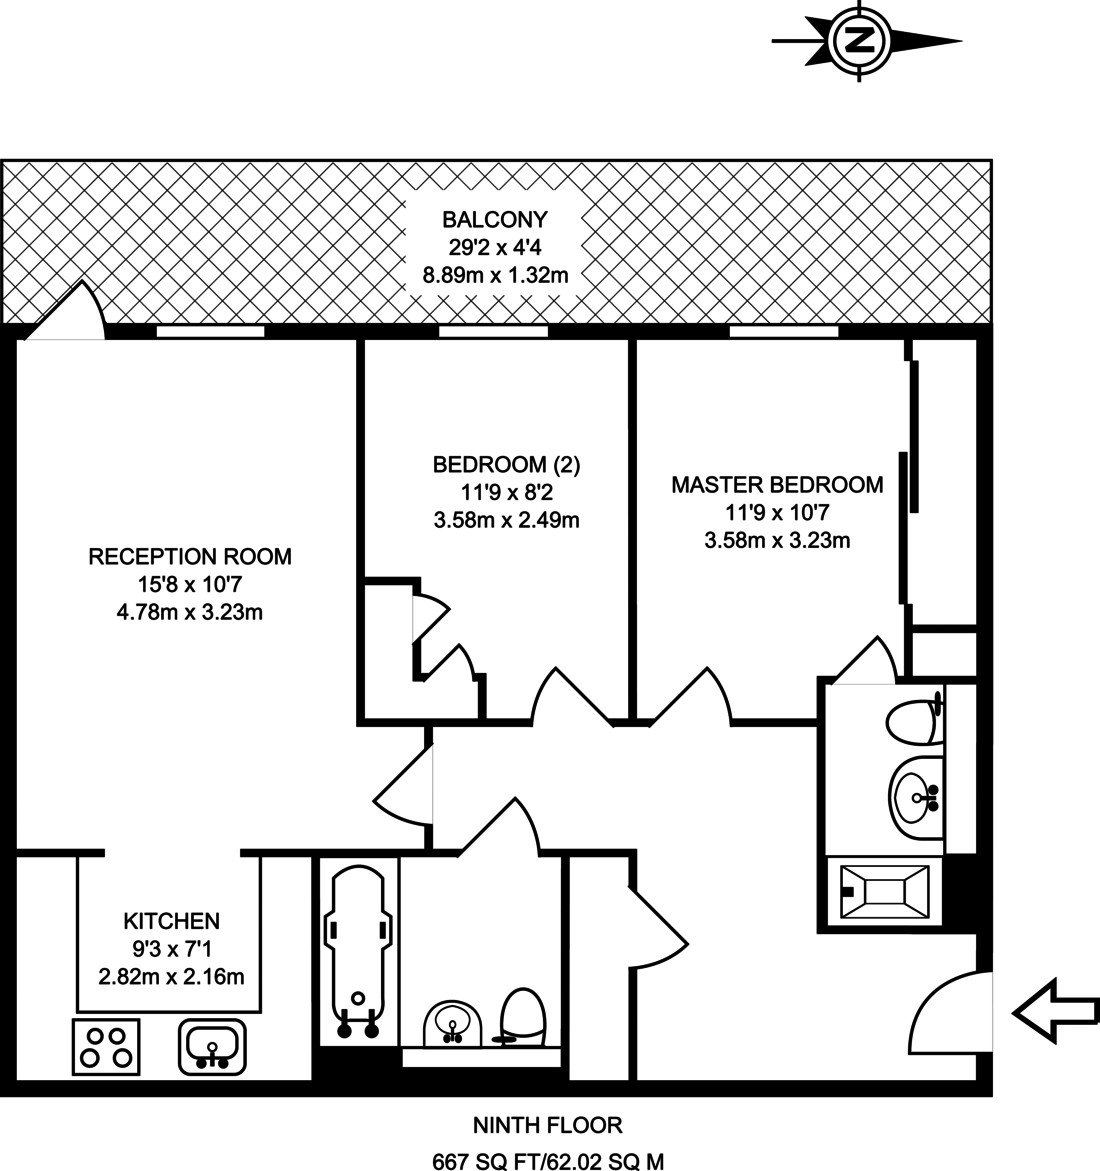 N
BALCONY
29'2 x 4'4
8.89m x 1.32m
BEDROOM (2)
11'9 x 8'2
3.58m x 2.49m
MASTER BEDROOM
11'9 x 10'7
3.58m x 3.23m
RECEPTION ROOM
15'8 x 10'7
4.78m x 3.23m
KITCHEN
9'3 x 7'1
2.82m x 2.16m
NINTH FLOOR
667 SQ FT/62.02 SQ M